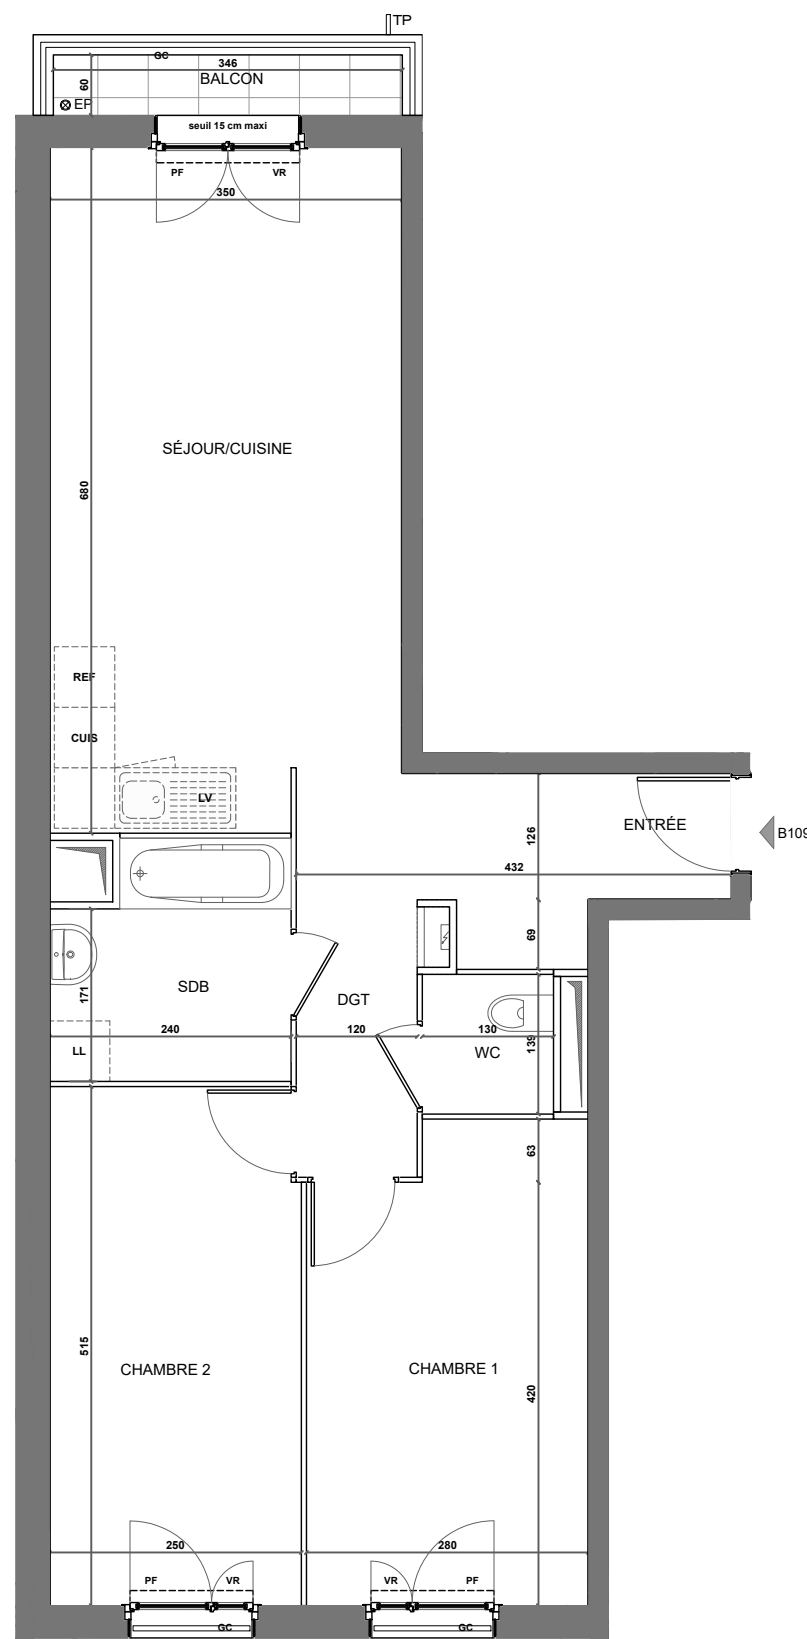 TP
GC
346
BALCON
60
EP
seuil 15 cm maxi
PF
VR
350
SÉJOUR/CUISINE
680
REF
CUIS
LV
ENTRÉE
126
B109
432
69
SDB
171
DGT
240
120
130
139
WC
LL
63
515
CHAMBRE 2
CHAMBRE 1
420
250
280
PF
VR
VR
PF
GC
GC